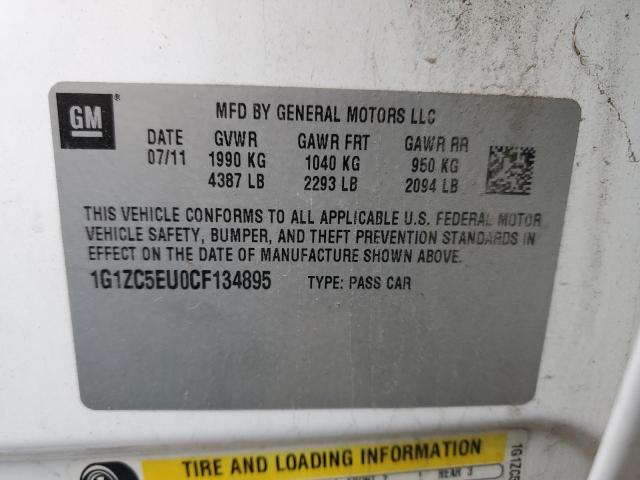 GM®
MFD BY GENERAL MOTORS LLC
DATE GVWR GAWR FRT GAWR RR
07/11 1990 KG 1040 KG 950 KG
4387 LB 2293 LB 2094 LB
THIS VEHICLE CONFORMS TO ALL APPLICABLE U.S. FEDERAL MOTOR
VEHICLE SAFETY, BUMPER, AND THEFT PREVENTION STANDARDS IN
EFFECT ON THE DATE OF MANUFACTURE SHOWN ABOVE.
1G1ZC5EU0CF134895 TYPE: PASS CAR
TIRE AND LOADING INFORMATION
REAR 3
1G1ZC5